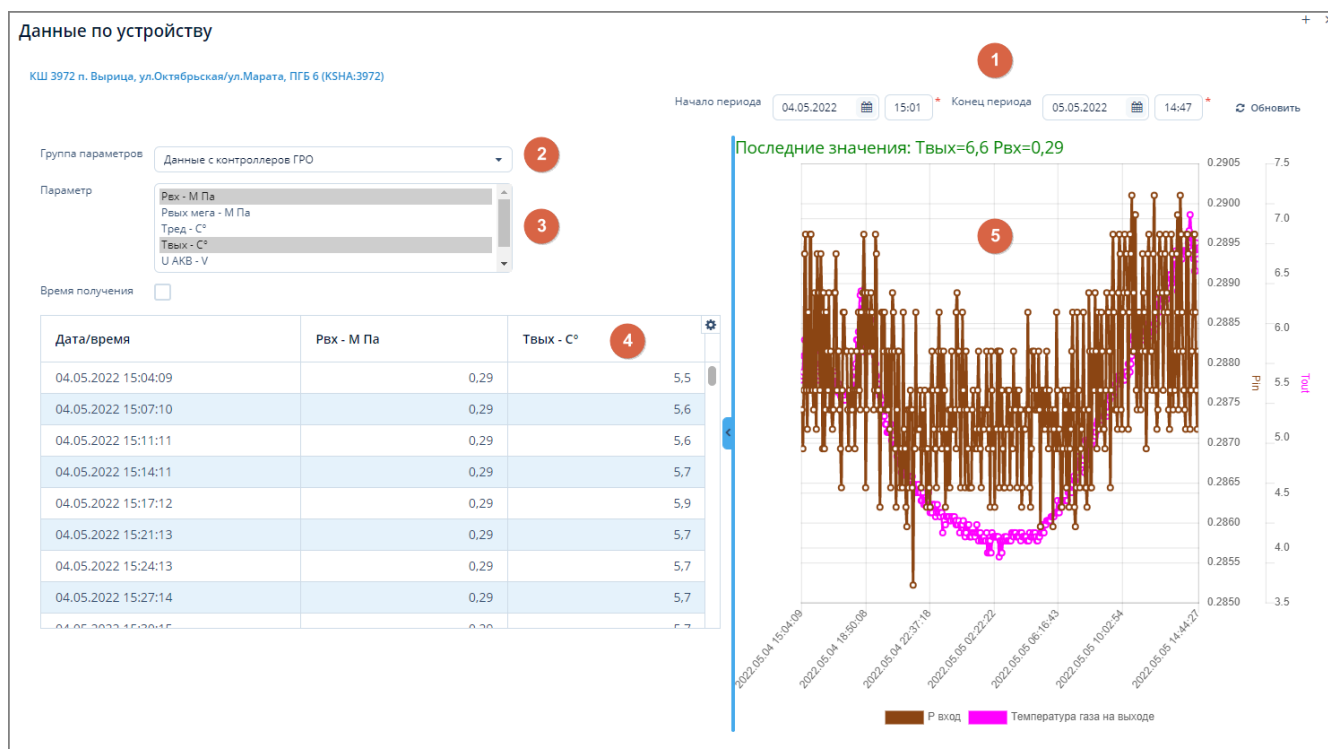 Данные по устройству
КШ 3972 п. Вырица, ул.Октябрьская/ул.Марата, ПГБ 6 (KSHA:3972)
1
Начало периода 04.05.2022 15:01 * Конец периода 05.05.2022 14:47 * Обновить
Группа параметров Данные с контроллеров ГРО 2
Параметр
Рвх - М Па
Рвых мега - М Па
Тред - С°
Твых - С°
U АКВ - V
3
Время получения
Дата/время Рвх - М Па Твых - С° 4
04.05.2022 15:04:09 0,29 5,5
04.05.2022 15:07:10 0,29 5,6
04.05.2022 15:11:11 0,29 5,6
04.05.2022 15:14:11 0,29 5,7
04.05.2022 15:17:12 0,29 5,9
04.05.2022 15:21:13 0,29 5,7
04.05.2022 15:24:13 0,29 5,7
04.05.2022 15:27:14 0,29 5,7
04.05.2022 15:30:15 0,29 5,7
Последние значения: Твых=6,6 Рвх=0,29
5
0.2905
0.2900
0.2895
0.2890
0.2885
0.2880
0.2875
0.2870
0.2865
0.2860
0.2855
0.2850
Pin
7.5
7.0
6.5
6.0
5.5
5.0
4.5
4.0
3.5
Tout
2022.05.04 15:04:09
2022.05.04 18:50:08
2022.05.04 22:37:18
2022.05.05 02:22:22
2022.05.05 06:16:43
2022.05.05 10:02:54
2022.05.05 14:44:27
Р вход Температура газа на выходе